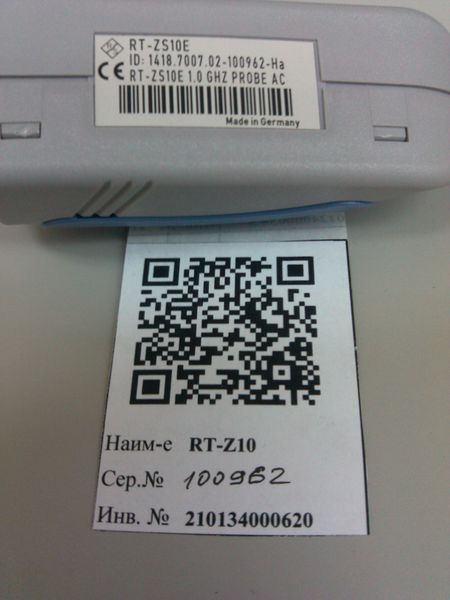 RT-ZS10E
ID: 1418.7007.02-100962-Ha
CE RT-ZS10E 1.0 GHZ PROBE AC
Made in Germany
Наим-е RT-Z10
Сер.№ 100962
Инв. № 210134000620